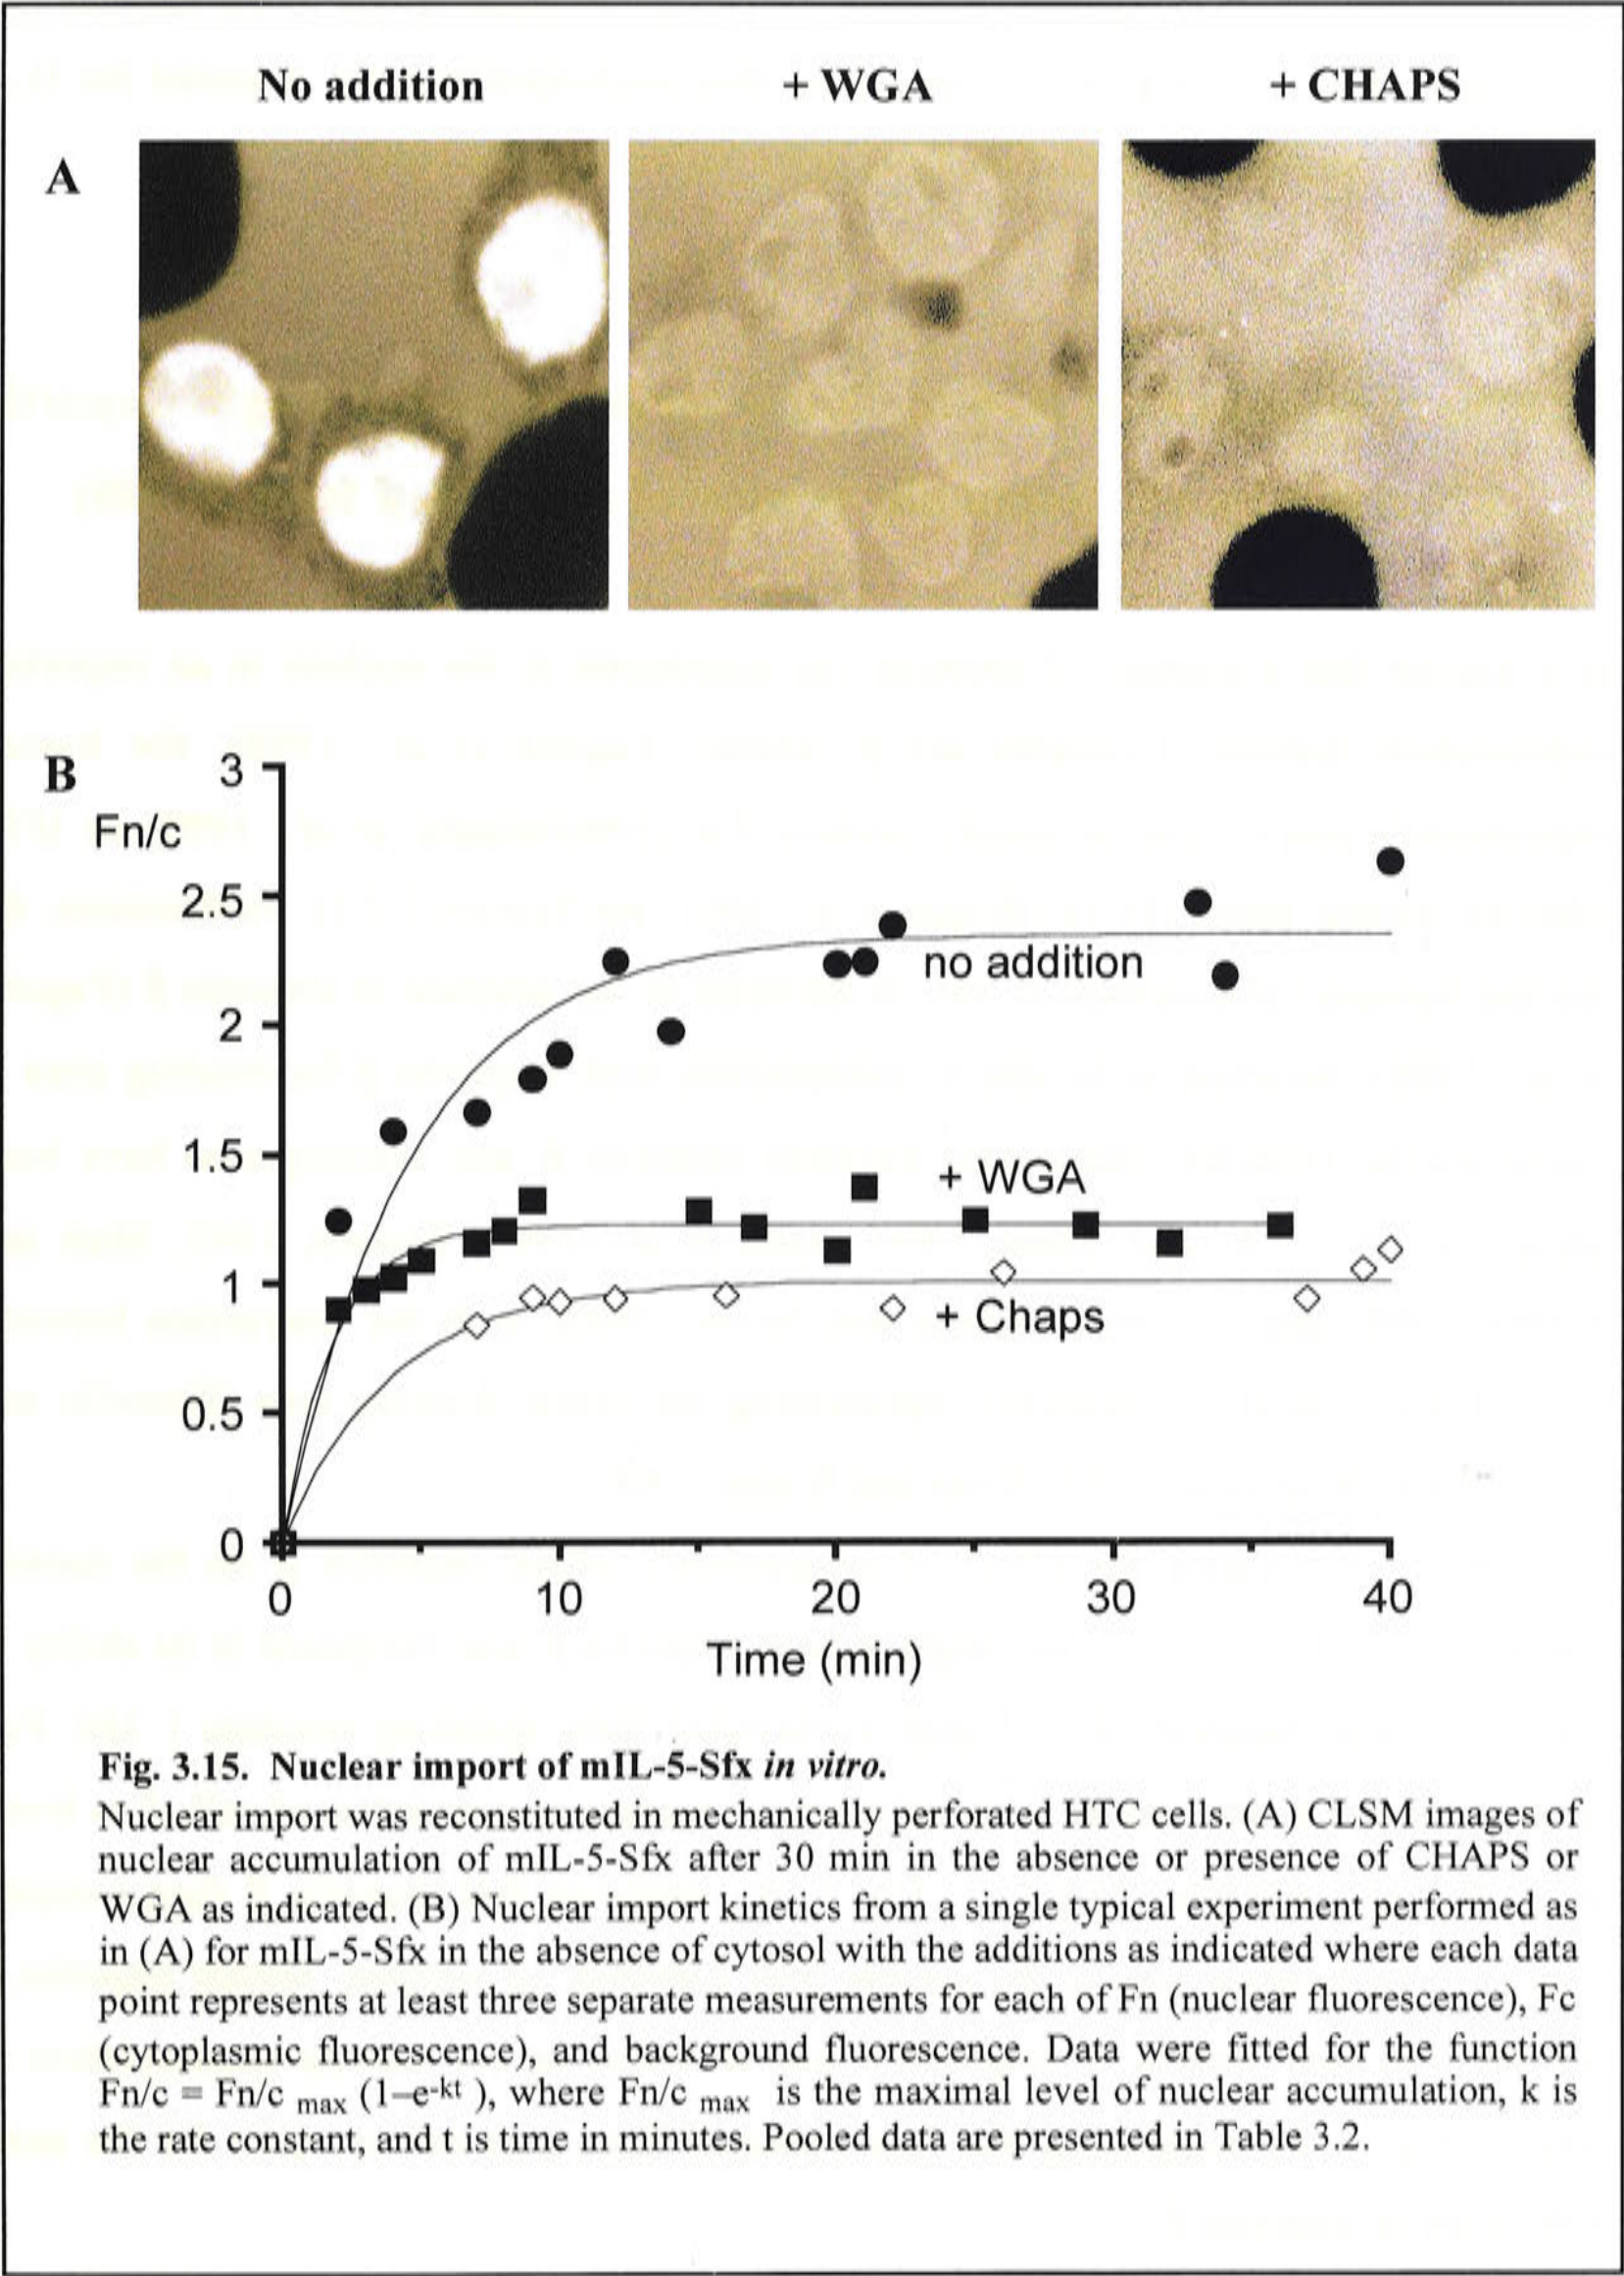 No addition
+ WGA
+ CHAPS
A
B
Fn/c
3
2.5
2
1.5
1
0.5
0
no addition
+ WGA
+ Chaps
0
10
20
30
40
Time (min)
Fig. 3.15. Nuclear import of mIL-5-Sfx in vitro.
Nuclear import was reconstituted in mechanically perforated HTC cells. (A) CLSM images of
nuclear accumulation of mIL-5-Sfx after 30 min in the absence or presence of CHAPS or
WGA as indicated. (B) Nuclear import kinetics from a single typical experiment performed as
in (A) for mIL-5-Sfx in the absence of cytosol with the additions as indicated where each data
point represents at least three separate measurements for each of Fn (nuclear fluorescence), Fc
(cytoplasmic fluorescence), and background fluorescence. Data were fitted for the function
Fn/c = Fn/c max (1–e-kt ), where Fn/c max is the maximal level of nuclear accumulation, k is
the rate constant, and t is time in minutes. Pooled data are presented in Table 3.2.